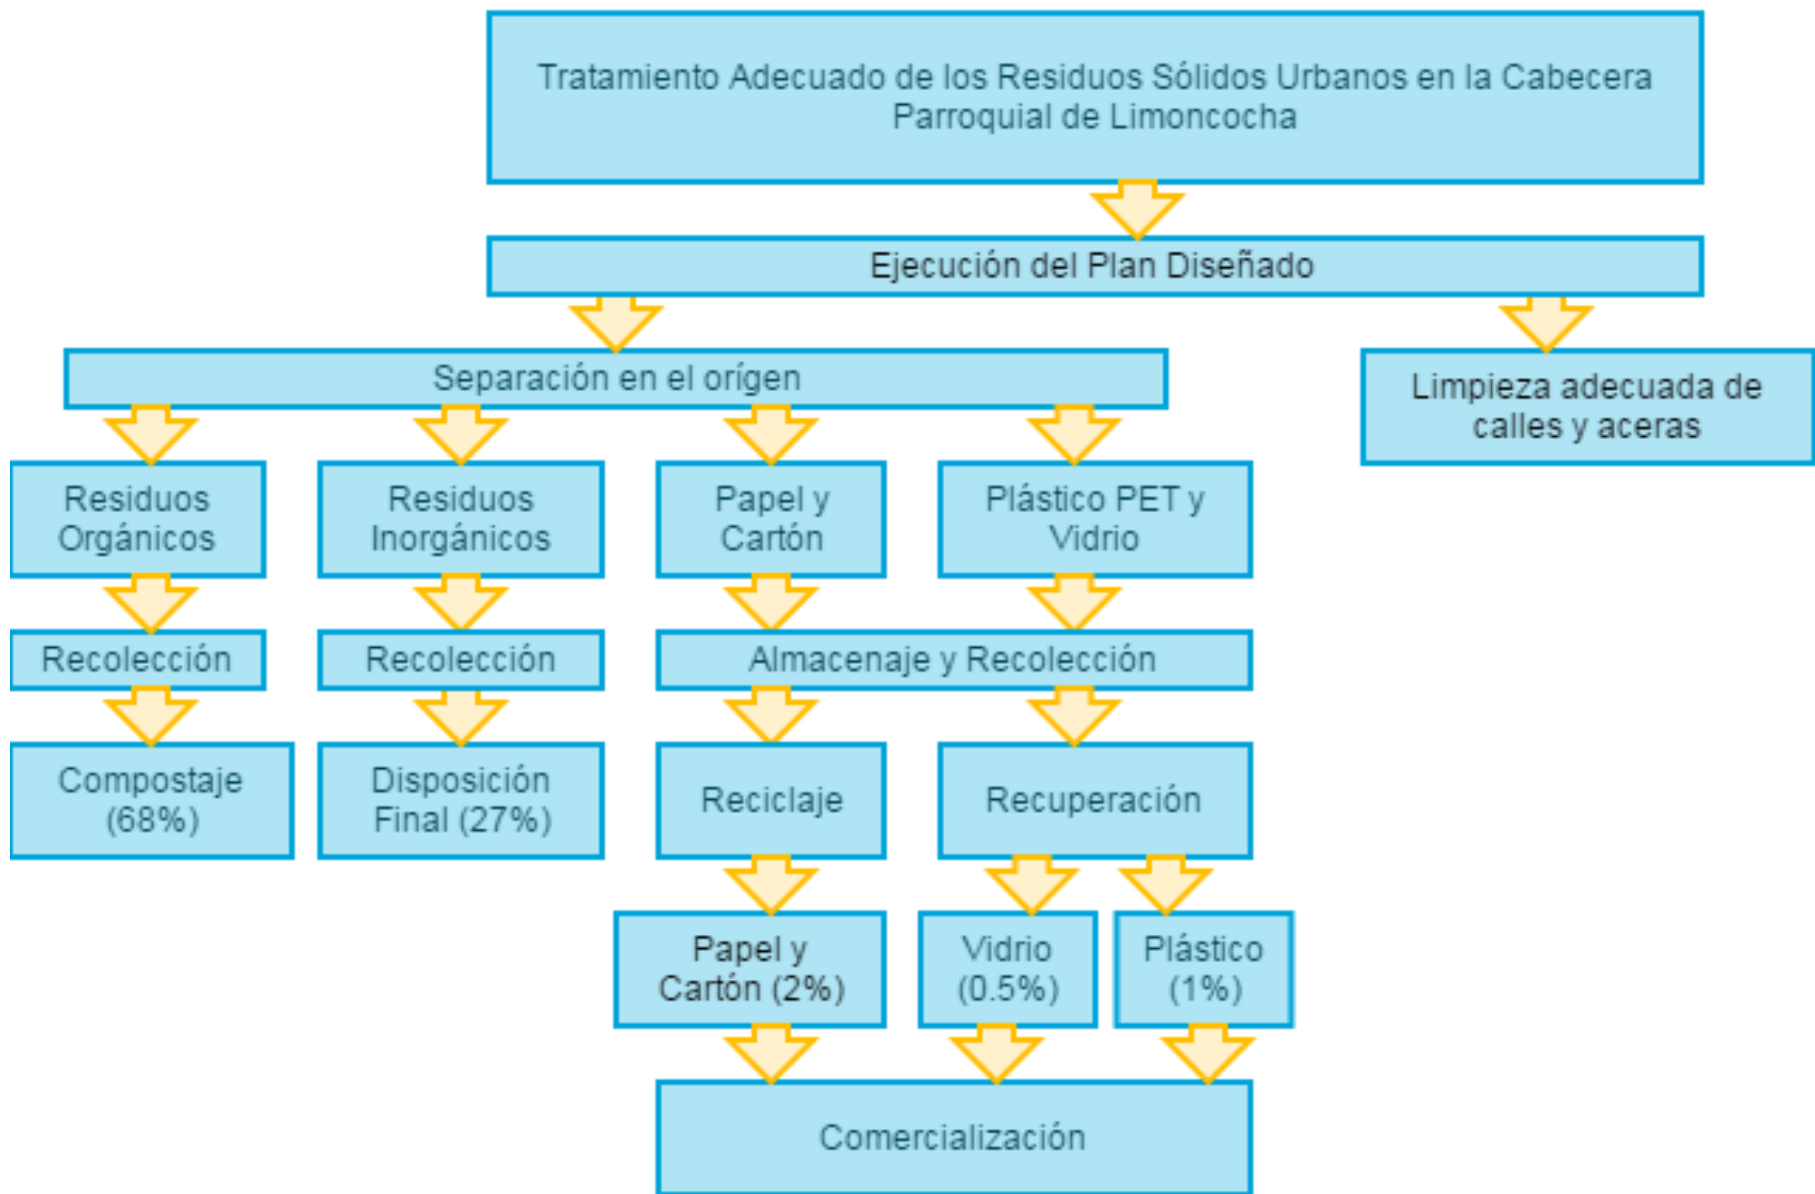 Tratamiento Adecuado de los Residuos Sólidos Urbanos en la Cabecera
Parroquial de Limoncocha
Ejecución del Plan Diseñado
Separación en el orígen
Limpieza adecuada de
calles y aceras
Residuos
Orgánicos
Residuos
Inorgánicos
Papel y
Cartón
Plástico PET y
Vidrio
Recolección
Recolección
Almacenaje y Recolección
Compostaje
(68%)
Disposición
Final (27%)
Reciclaje
Recuperación
Papel y
Cartón (2%)
Vidrio
(0.5%)
Plástico
(1%)
Comercialización